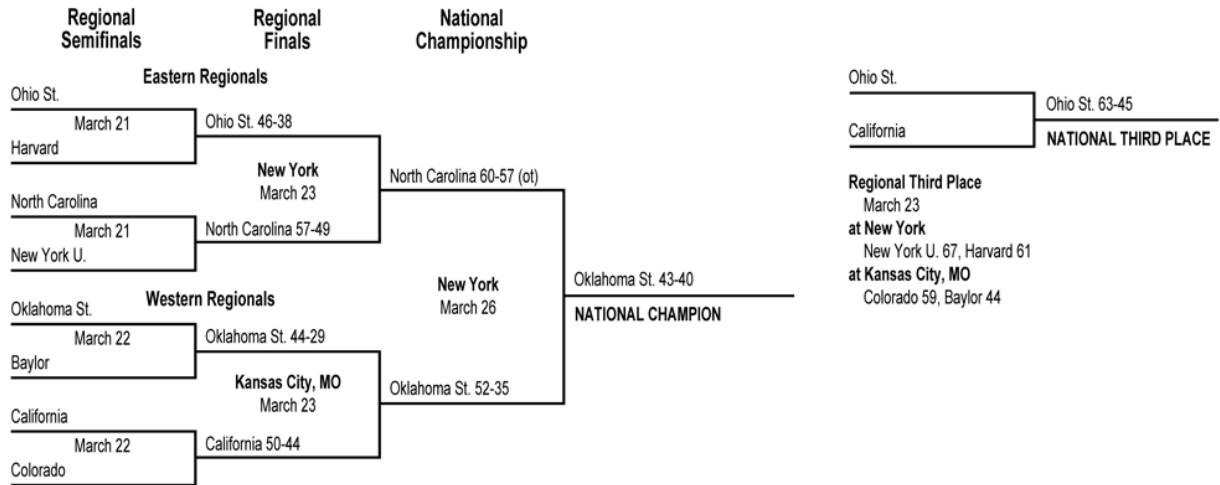 Regional
Semifinals
Regional
Finals
National
Championship
Eastern Regionals
Ohio St.
March 21
Harvard
Ohio St. 46-38
New York
March 23
North Carolina
March 21
New York U.
North Carolina 57-49
North Carolina 60-57 (ot)
New York
March 26
Oklahoma St. 43-40
NATIONAL CHAMPION
Western Regionals
Oklahoma St.
March 22
Baylor
Oklahoma St. 44-29
Kansas City, MO
March 23
Oklahoma St. 52-35
California
March 22
Colorado
California 50-44
Ohio St.
California
Ohio St. 63-45
NATIONAL THIRD PLACE
Regional Third Place
March 23
at New York
New York U. 67, Harvard 61
at Kansas City, MO
Colorado 59, Baylor 44